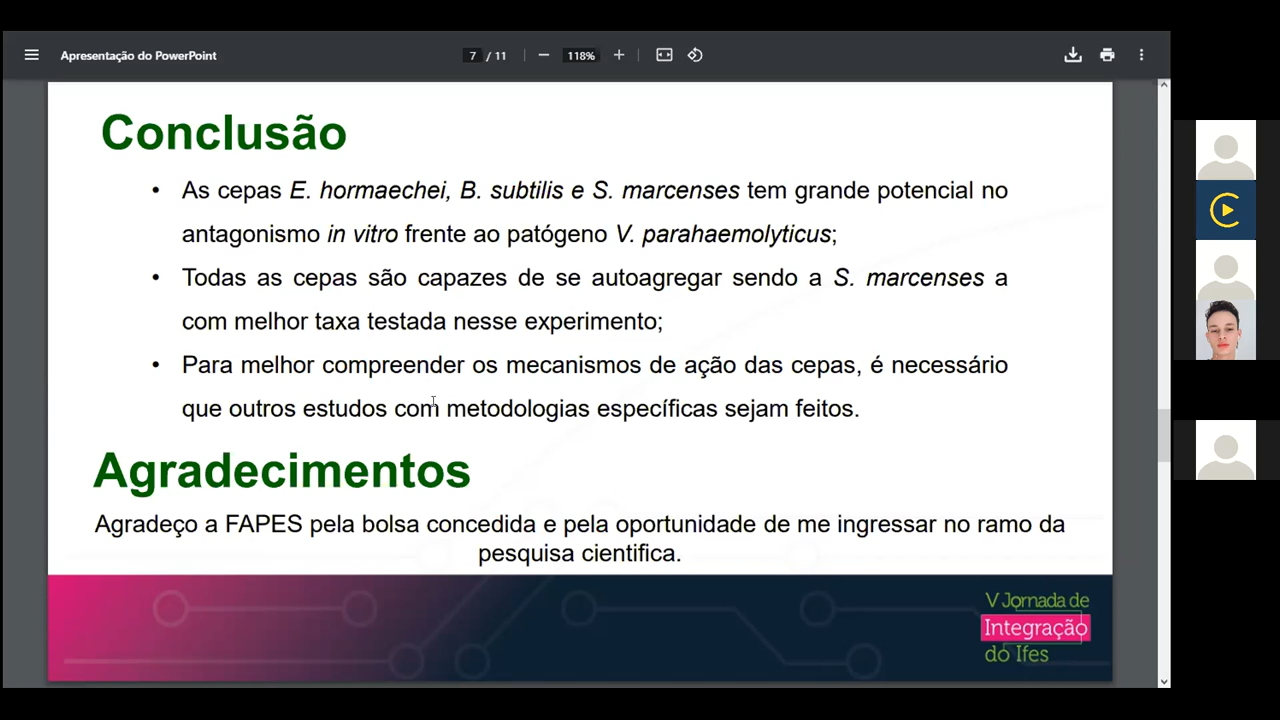 Apresentação do PowerPoint
7 / 11
118%
Conclusão
• As cepas E. hormaechei, B. subtilis e S. marcenses tem grande potencial no
antagonismo in vitro frente ao patógeno V. parahaemolyticus;
• Todas as cepas são capazes de se autoagregar sendo a S. marcenses a
com melhor taxa testada nesse experimento;
• Para melhor compreender os mecanismos de ação das cepas, é necessário
que outros estudos com metodologias específicas sejam feitos.
Agradecimentos
Agradeço a FAPES pela bolsa concedida e pela oportunidade de me ingressar no ramo da
pesquisa cientifica.
V Jornada de
Integração
do Ifes